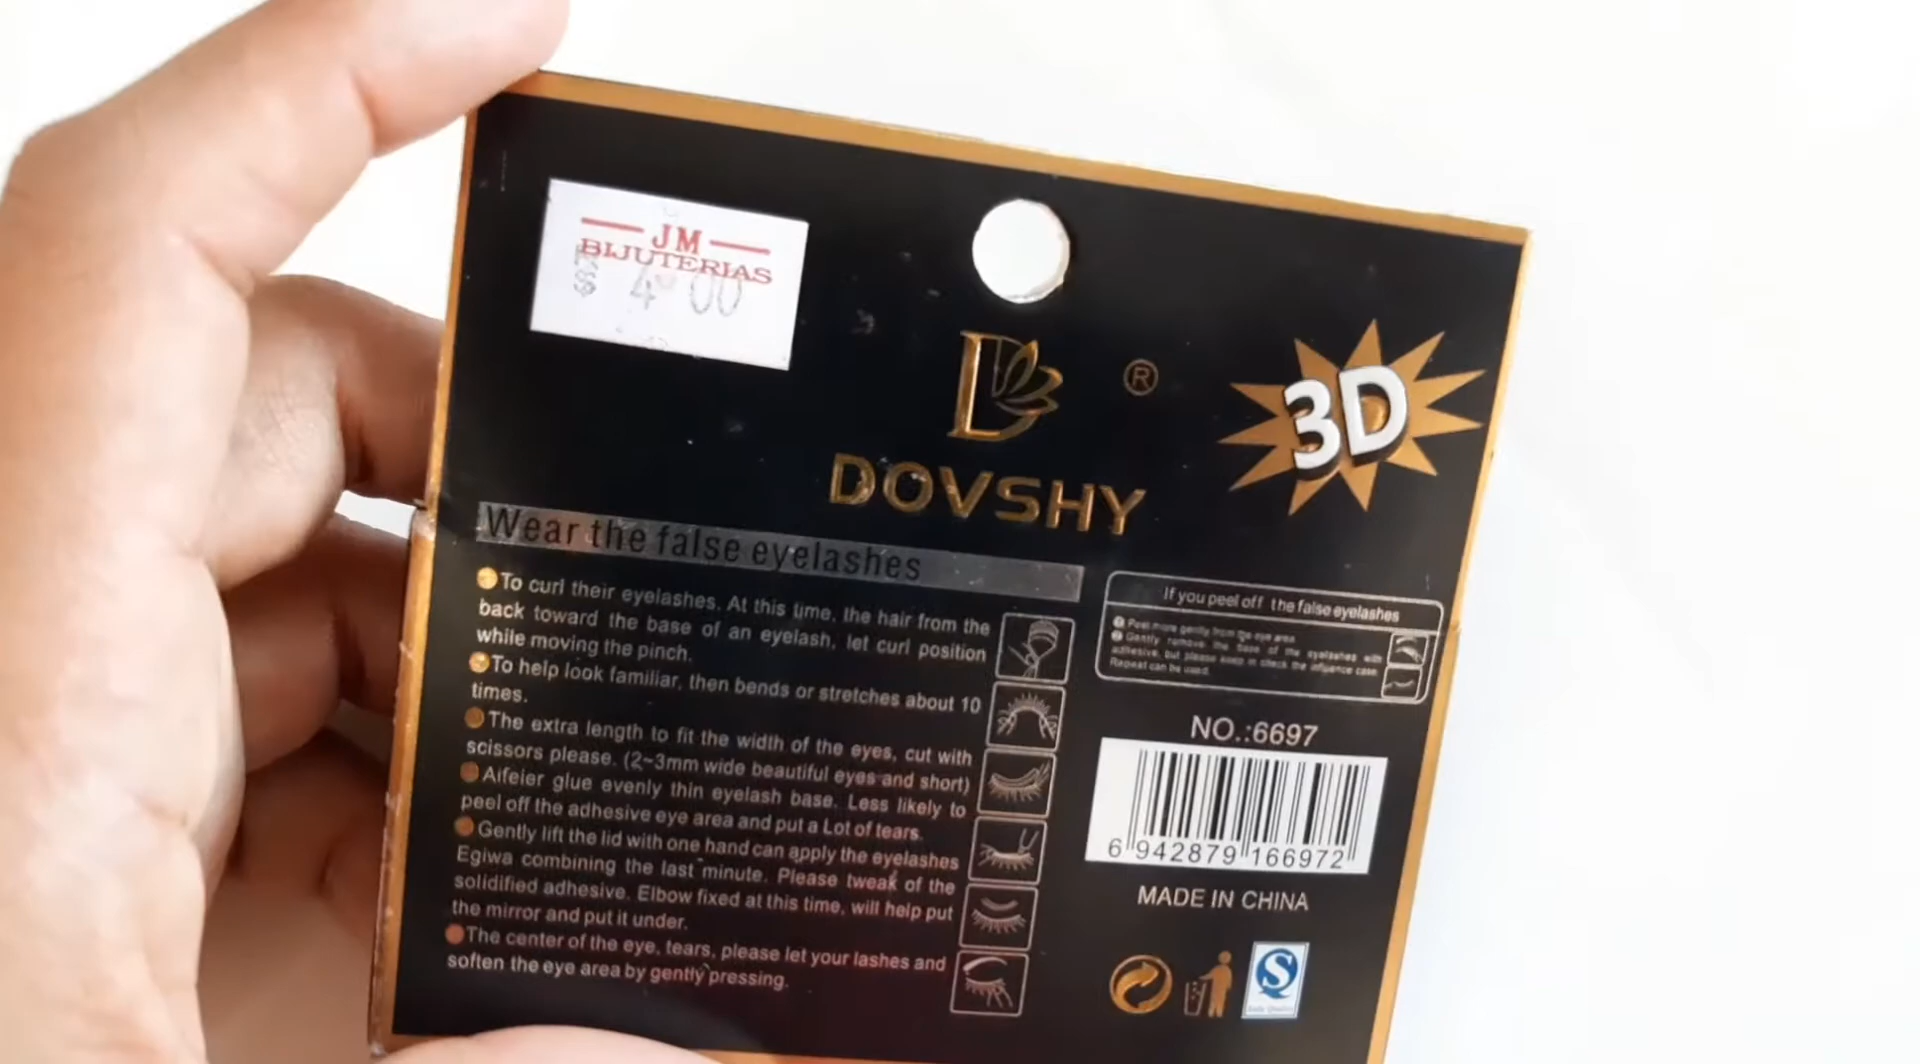 JM
BIJUTERIAS
R$ 4 00
®
3D
DOVSHY
Wear the false eyelashes
To curl their eyelashes. At this time, the hair from the
back toward the base of an eyelash, let curl position
while moving the pinch.
To help look familiar, then bends or stretches about 10
times.
The extra length to fit the width of the eyes, cut with
scissors please. (2~3mm wide beautiful eyes and short)
Aifeier glue evenly thin eyelash base. Less likely to
peel off the adhesive eye area and put a Lot of tears.
Gently lift the lid with one hand can apply the eyelashes
Egiwa combining the last minute. Please tweak of the
solidified adhesive. Elbow fixed at this time, will help put
the mirror and put it under.
The center of the eye, tears, please let your lashes and
soften the eye area by gently pressing.
If you peel off the false eyelashes
Peel more gently from the eye area
Gently remove the base of the eyelashes with
adhesive, but please keep in check the influence case.
Repeat can be used.
NO.:6697
6 942879 166972
MADE IN CHINA